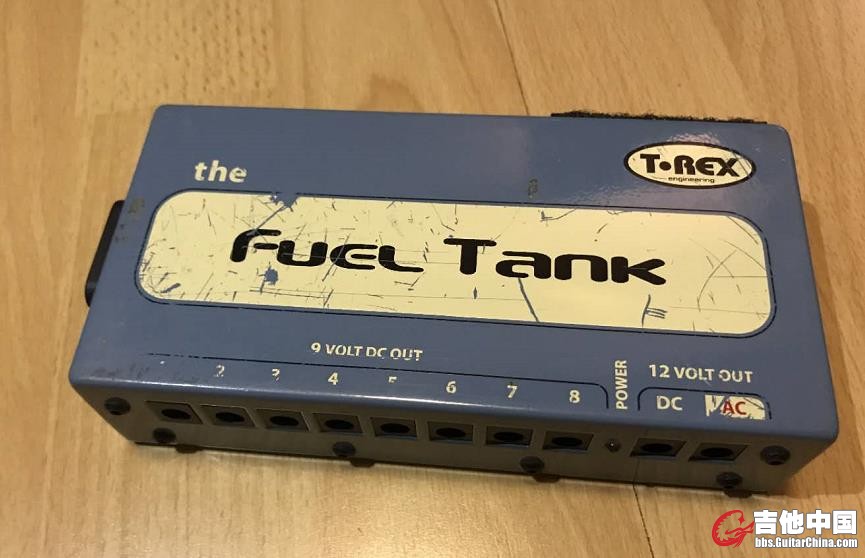 the
T•REX
engineering
Fuel Tank
9 VOLT DC OUT
2 3 4 6 7 8
POWER
12 VOLT OUT
DC AC
吉他中国
bbs.GuitarChina.com